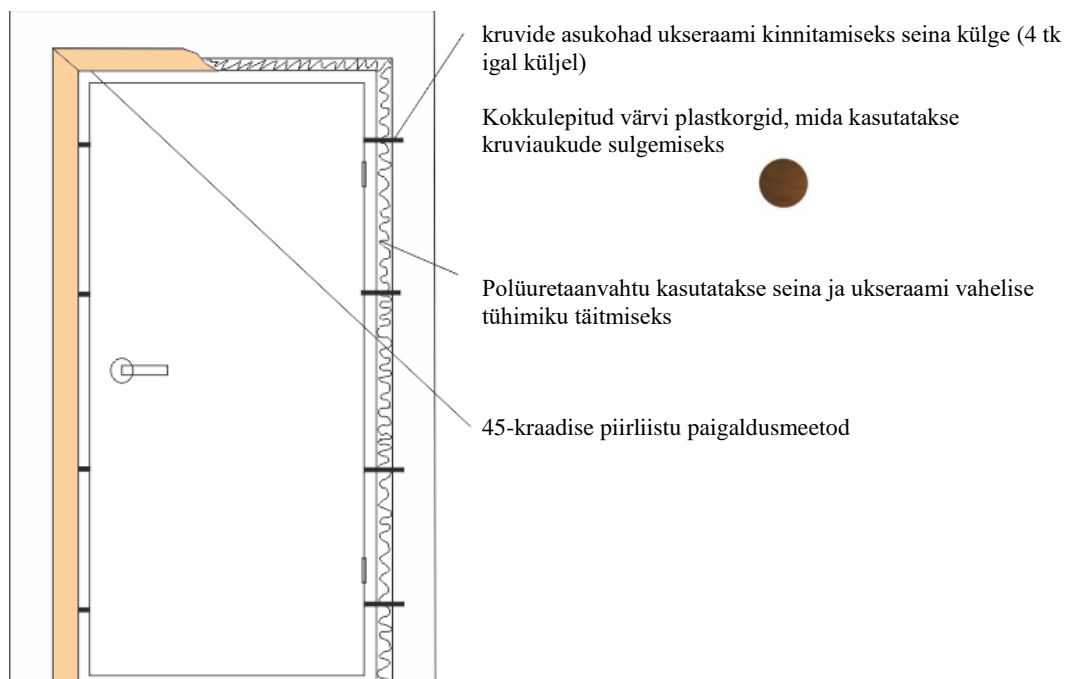 kruvide asukohad ukseraami kinnitamiseks seina külge (4 tk
igal küljel)
Kokkulepitud värvi plastkorgid, mida kasutatakse
kruviaukude sulgemiseks
Polüuretaanvahtu kasutatakse seina ja ukseraami vahelise
tühimiku täitmiseks
45-kraadise piirliistu paigaldusmeetod